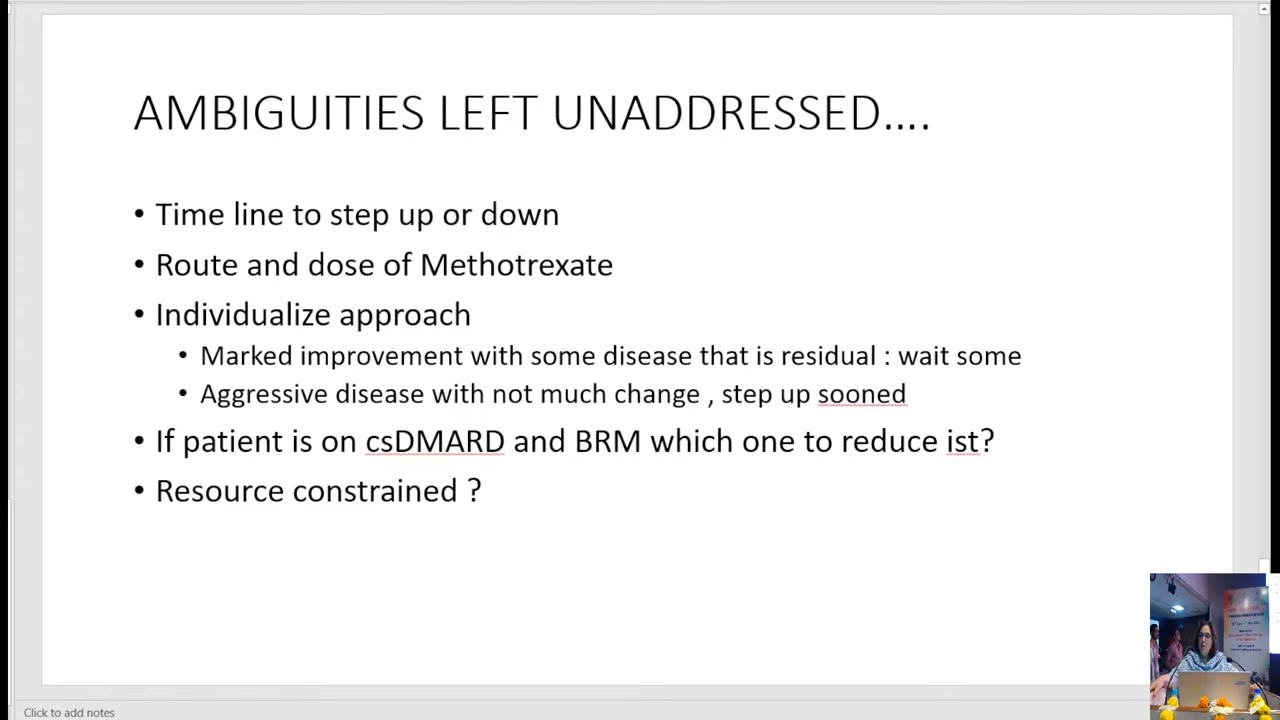 AMBIGUITIES LEFT UNADDRESSED....
• Time line to step up or down
• Route and dose of Methotrexate
• Individualize approach
• Marked improvement with some disease that is residual : wait some
• Aggressive disease with not much change , step up sooned
• If patient is on csDMARD and BRM which one to reduce ist?
• Resource constrained ?
Click to add notes